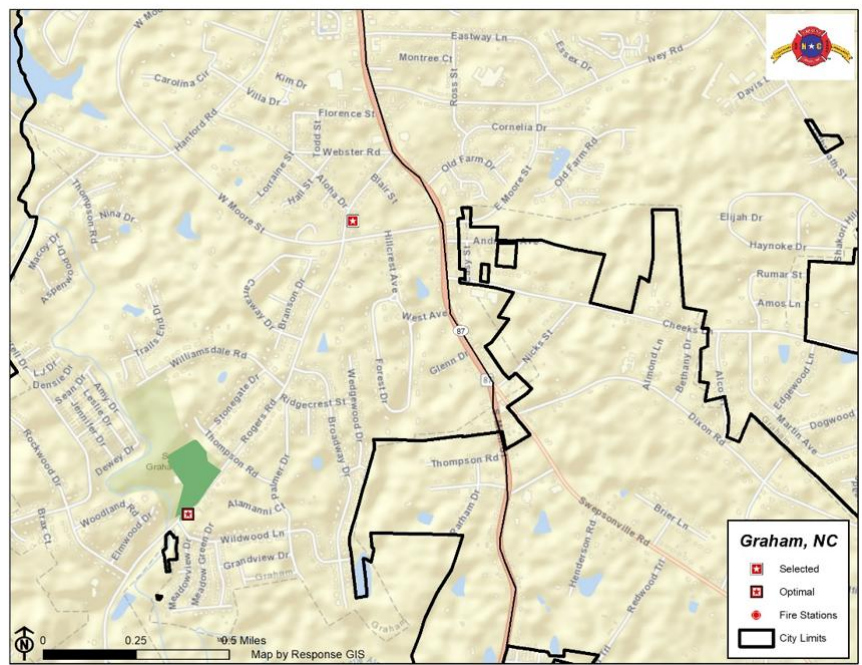 W Mo
Eastway Ln
Montree Ct
Essex Dr
Ivey Rd
Ross St
Carolina Cir
Kim Dr
Villa Dr
N C
Davis L
Hanford Rd
Florence St
Todd St
Cornelia Dr
Webster Rd
Old Farm Dr
Old Farm Rd
Lorraine St
Hall St
Aloha Dr
Blair St
E Moore St
Thompson Rd
Nina Dr
W Moore St
Elijah Dr
Shakori Hil
Macoy Dr
Hillcrest Ave
Haynoke Dr
Rumar St
Aspen
Carraway Dr
Branson Dr
Amos Ln
West Ave
87
Cheeks Ln
Trails End Dr
Nicks St
Williamsdale Rd
Glenn Dr
Almond Ln
Bethany Dr
Forest Dr
Wedgewood Dr
Edgewood Ln
L J Dr
Densie Dr
Sean Dr
Amy Dr
Leslie Dr
Jennifer Dr
Stonegate Dr
Rogers Rd
Ridgecrest St
Alco
Martin Ave
Dogwood
Dixon Rd
Broadway Dr
Rockwood Dr
Dewey Dr
Thompson Rd
Palmer Dr
Thompson Rd
Woodland Rd
Elmwood Dr
Alamanni Ct
Swepsonville Rd
Brier Ln
Brax Ct
Wildwood Ln
Grandview Dr
Graham
Meadowview Dr
Meadow Green Dr
Henderson Rd
Redwood Trl
Graham
Graham, NC
Selected
Optimal
Fire Stations
City Limits
N
0 0.25 0.5 Miles
Map by Response GIS